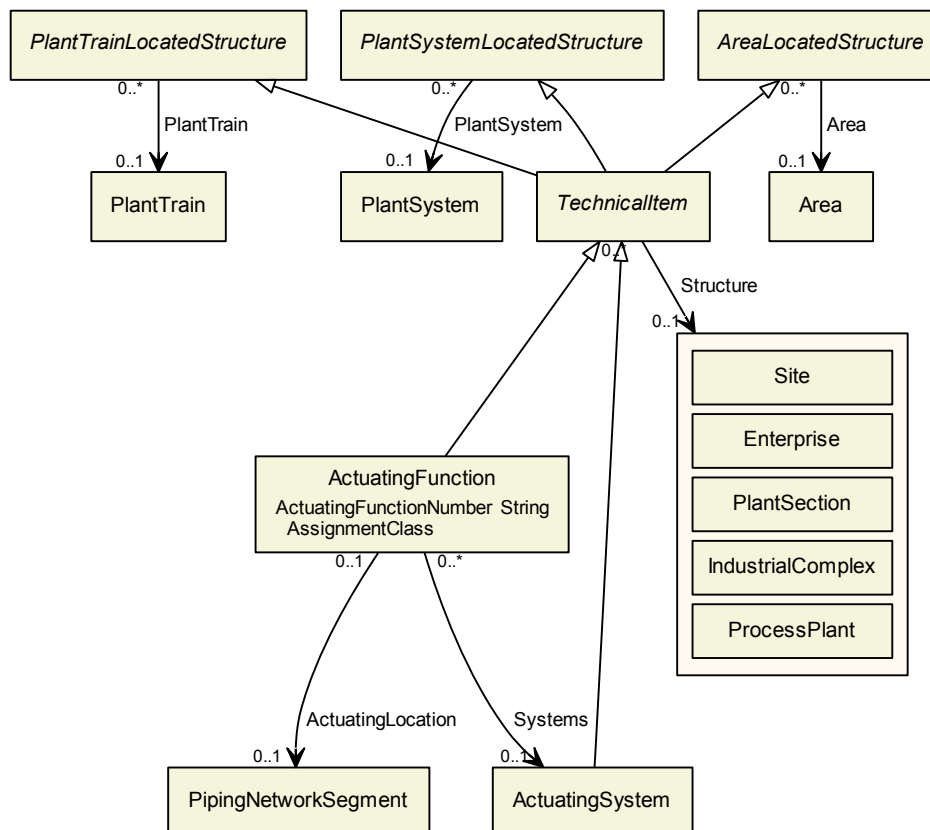 PlantTrainLocatedStructure
PlantSystemLocatedStructure
AreaLocatedStructure
0..*
0..*
0..*
PlantTrain
PlantSystem
Area
0..1
0..1
0..1
PlantTrain
PlantSystem
TechnicalItem
Area
0..*
Structure
0..1
Site
Enterprise
PlantSection
IndustrialComplex
ProcessPlant
ActuatingFunction
ActuatingFunctionNumber String
AssignmentClass
0..1
0..*
ActuatingLocation
Systems
0..1
0..1
PipingNetworkSegment
ActuatingSystem